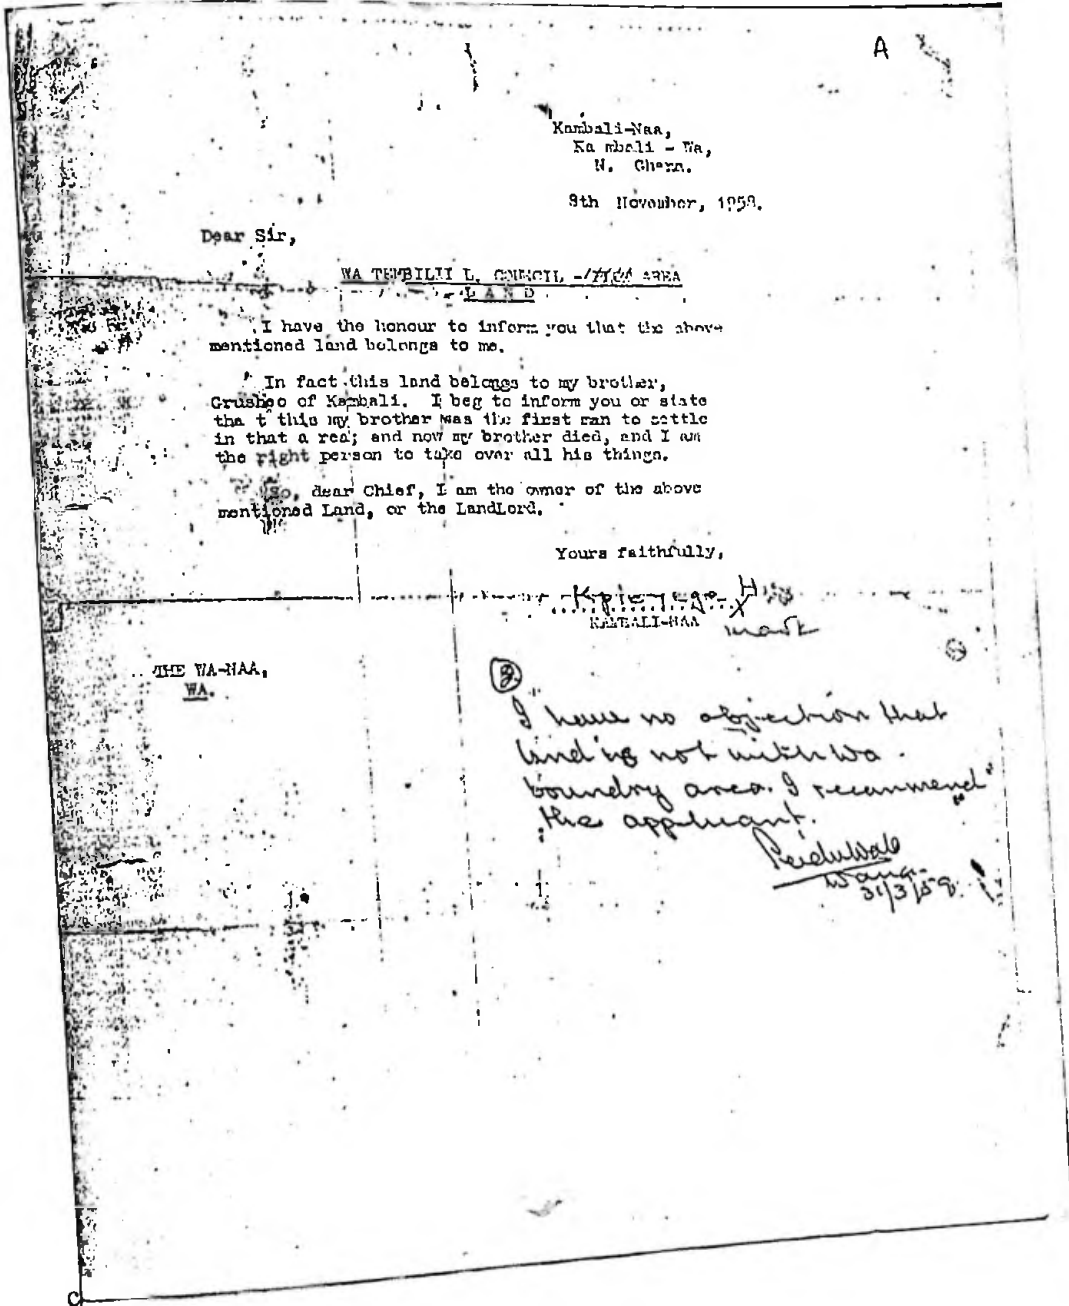 A
Kambali-Naa,
Ka mbali - Wa,
N. Ghana.
9th November, 1958.
Dear Sir,
WA L. COUNCIL - AREA
LAND
I have the honour to inform you that the above
mentioned land belongs to me.
In fact this land belongs to my brother,
of Kambali. I beg to inform you or state
tha t this my brother was the first man to settle
in that a rea; and now my brother died, and I am
the right person to take over all his things.
So, dear Chief, I am the owner of the above
mentioned Land, or the LandLord.
Yours faithfully,
His X
KAMBALI-NAA mark
THE WA-NAA,
WA.
2
I have no objection that
land is not with Wa
boundry area. I recommend
the applicant.
31/3/59.
C